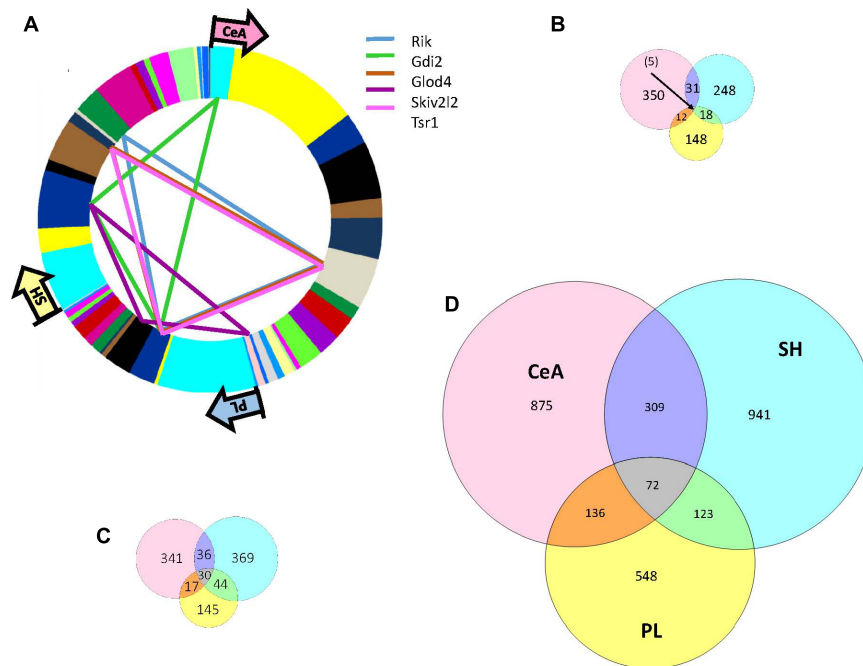 A
CeA
Rik
Gdi2
Glod4
Skiv2l2
Tsr1
SH
PL
B
(5)
350
31
248
12
18
148
C
341
36
369
30
17
44
145
D
CeA
SH
875
309
941
72
136
123
548
PL